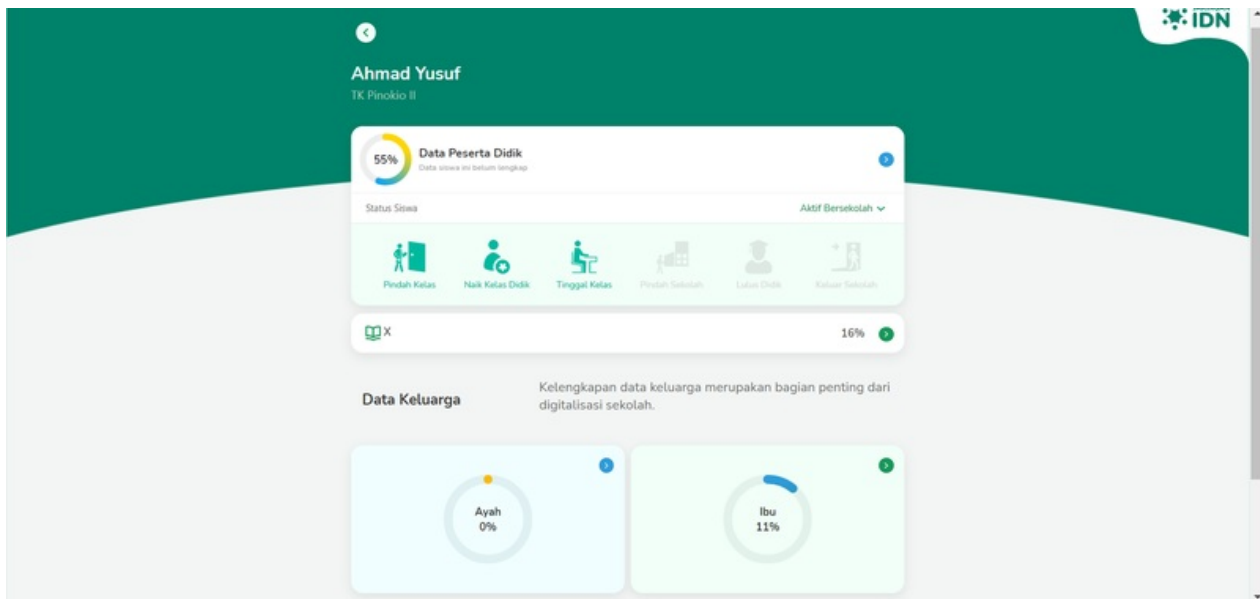 IDN
Ahmad Yusuf
TK Pinokio II
55%
Data Peserta Didik
Data siswa ini belum lengkap
Status Siswa
Aktif Bersekolah
Pindah Kelas
Naik Kelas Didik
Tinggal Kelas
Pindah Sekolah
Lulus Didik
Keluar Sekolah
X
16%
Data Keluarga
Kelengkapan data keluarga merupakan bagian penting dari
digitalisasi sekolah.
Ayah
0%
Ibu
11%